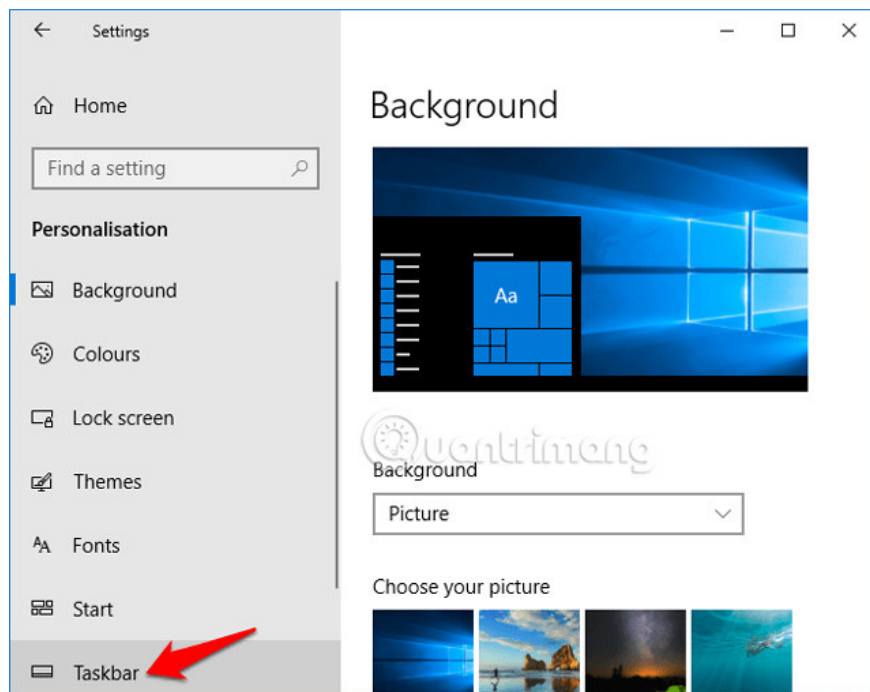 Settings
Home
Find a setting
Personalisation
Background
Colours
Lock screen
Themes
Fonts
Start
Taskbar
Background
Aa
Quantrimang
Background
Picture
Choose your picture